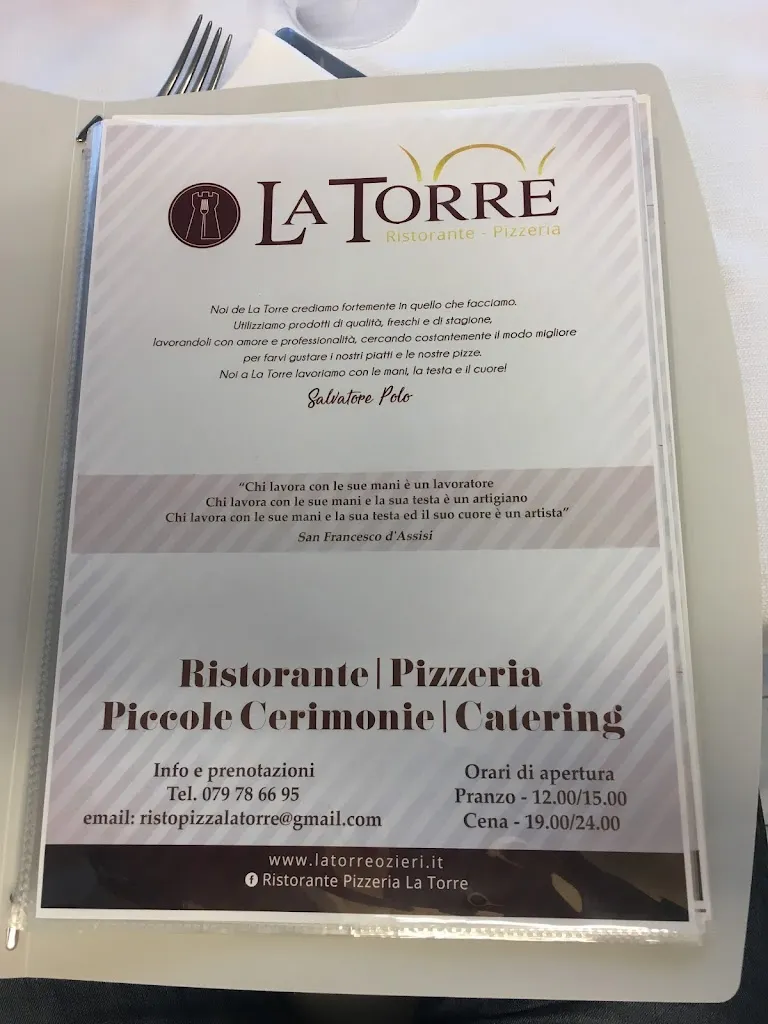 LA TORRE
Ristorante - Pizzeria
Noi de La Torre crediamo fortemente in quello che facciamo.
Utilizziamo prodotti di qualità, freschi e di stagione,
lavorandoli con amore e professionalità, cercando costantemente il modo migliore
per farvi gustare i nostri piatti e le nostre pizze.
Noi a La Torre lavoriamo con le mani, la testa e il cuore!
Salvatore Polo
“Chi lavora con le sue mani è un lavoratore
Chi lavora con le sue mani e la sua testa è un artigiano
Chi lavora con le sue mani e la sua testa ed il suo cuore è un artista”
San Francesco d'Assisi
Ristorante | Pizzeria
Piccole Cerimonie | Catering
Info e prenotazioni
Tel. 079 78 66 95
email: ristopizzalatorre@gmail.com
Orari di apertura
Pranzo - 12.00/15.00
Cena - 19.00/24.00
www.latorreozieri.it
f Ristorante Pizzeria La Torre